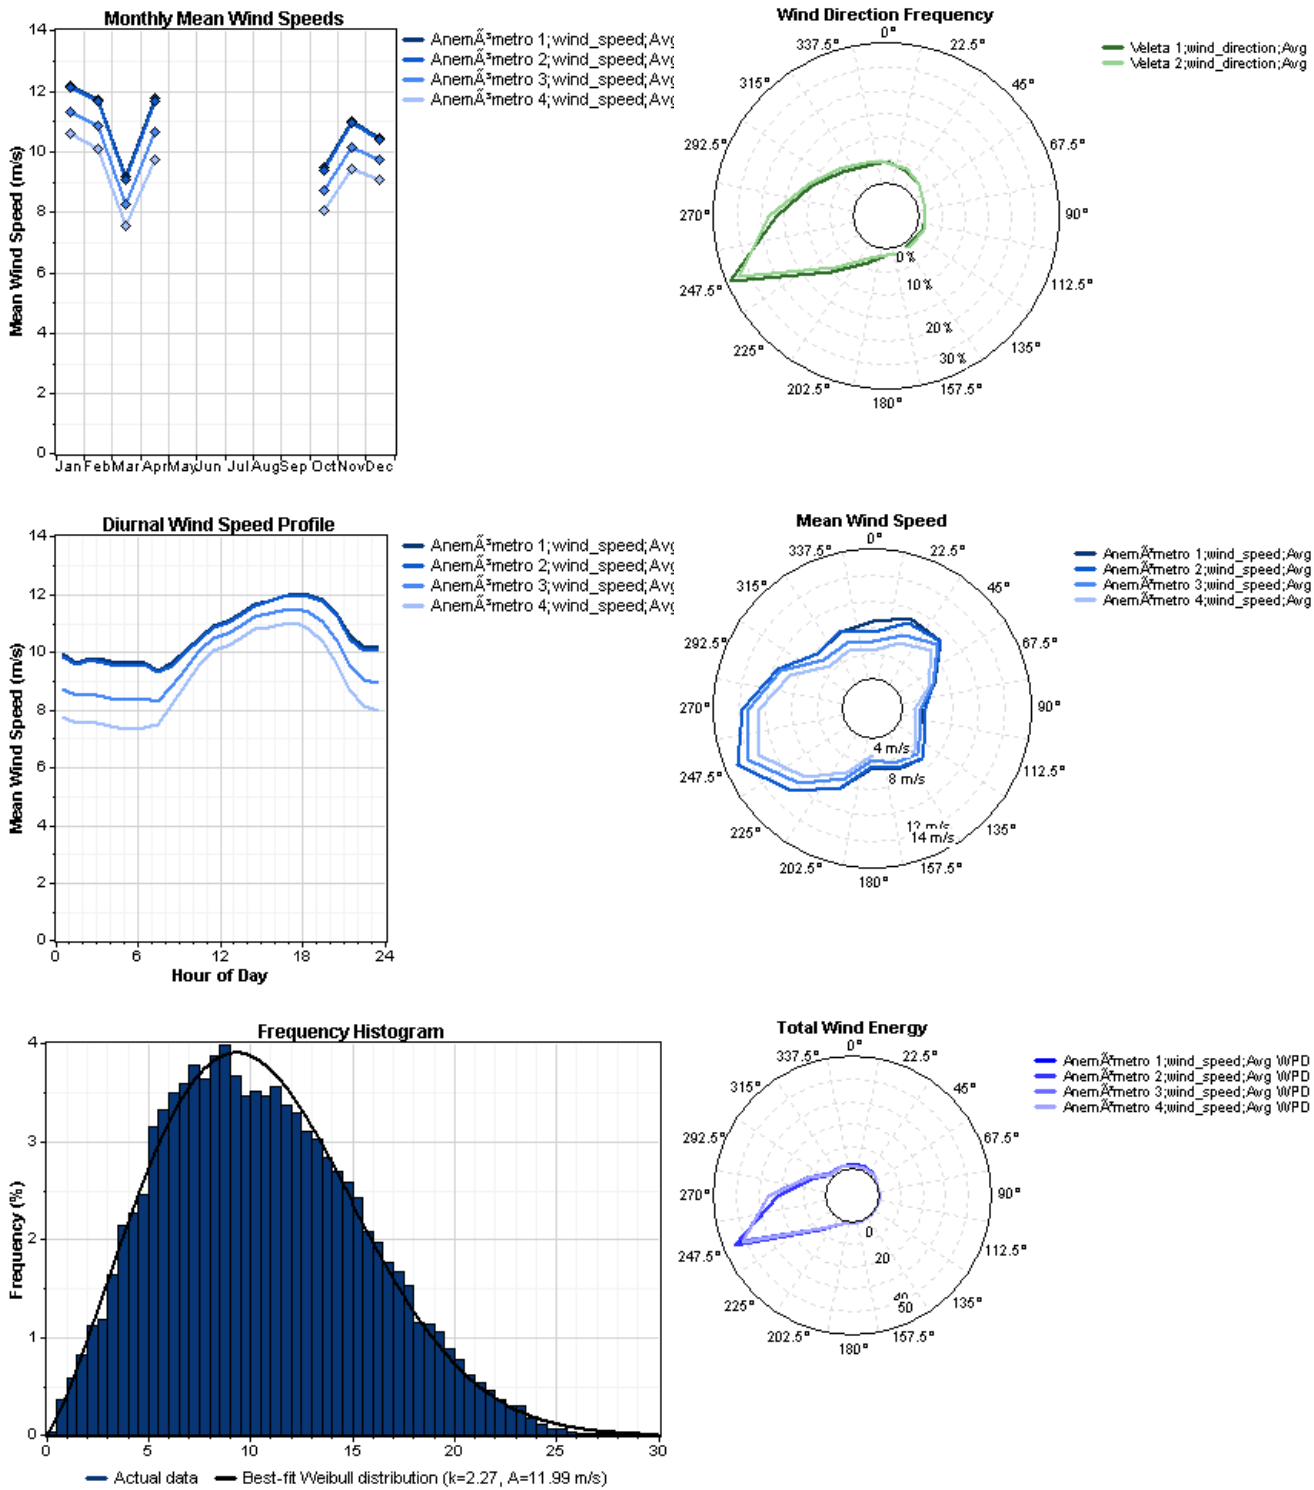 Monthly Mean Wind Speeds
Mean Wind Speed (m/s)
14
12
10
8
6
4
2
0
Jan Feb Mar Apr May Jun Jul Aug Sep Oct Nov Dec
AnemÃ³metro 1;wind_speed;Avg
AnemÃ³metro 2;wind_speed;Avg
AnemÃ³metro 3;wind_speed;Avg
AnemÃ³metro 4;wind_speed;Avg
Wind Direction Frequency
0°
22.5°
45°
67.5°
90°
112.5°
135°
157.5°
180°
202.5°
225°
247.5°
270°
292.5°
315°
337.5°
0%
10%
20%
30%
Veleta 1;wind_direction;Avg
Veleta 2;wind_direction;Avg
Diurnal Wind Speed Profile
Mean Wind Speed (m/s)
14
12
10
8
6
4
2
0
0 6 12 18 24
Hour of Day
AnemÃ³metro 1;wind_speed;Avg
AnemÃ³metro 2;wind_speed;Avg
AnemÃ³metro 3;wind_speed;Avg
AnemÃ³metro 4;wind_speed;Avg
Mean Wind Speed
0°
22.5°
45°
67.5°
90°
112.5°
135°
157.5°
180°
202.5°
225°
247.5°
270°
292.5°
315°
337.5°
4 m/s
8 m/s
12 m/s
14 m/s
AnemÃ³metro 1;wind_speed;Avg
AnemÃ³metro 2;wind_speed;Avg
AnemÃ³metro 3;wind_speed;Avg
AnemÃ³metro 4;wind_speed;Avg
Frequency Histogram
Frequency (%)
4
3
2
1
0
0 5 10 15 20 25 30
Actual data Best-fit Weibull distribution (k=2.27, A=11.99 m/s)
Total Wind Energy
0°
22.5°
45°
67.5°
90°
112.5°
135°
157.5°
180°
202.5°
225°
247.5°
270°
292.5°
315°
337.5°
0
20
40
50
AnemÃ³metro 1;wind_speed;Avg WPD
AnemÃ³metro 2;wind_speed;Avg WPD
AnemÃ³metro 3;wind_speed;Avg WPD
AnemÃ³metro 4;wind_speed;Avg WPD